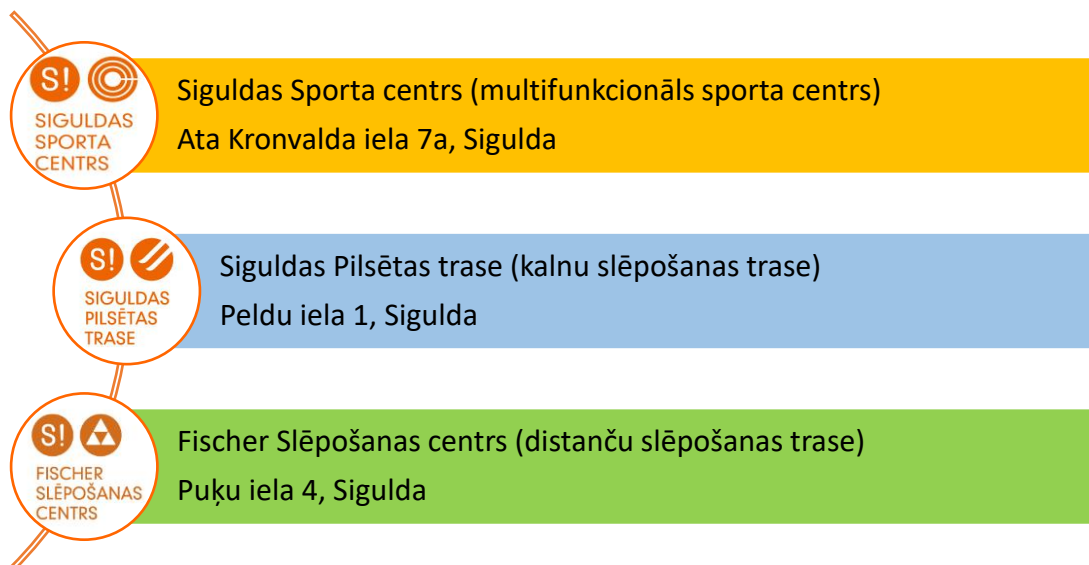 S!
SIGULDAS
SPORTA
CENTRS
Siguldas Sporta centrs (multifunkcionāls sporta centrs)
Ata Kronvalda iela 7a, Sigulda
S!
SIGULDAS
PILSĒTAS
TRASE
Siguldas Pilsētas trase (kalnu slēpošanas trase)
Peldu iela 1, Sigulda
S!
FISCHER
SLĒPOŠANAS
CENTRS
Fischer Slēpošanas centrs (distanču slēpošanas trase)
Puķu iela 4, Sigulda